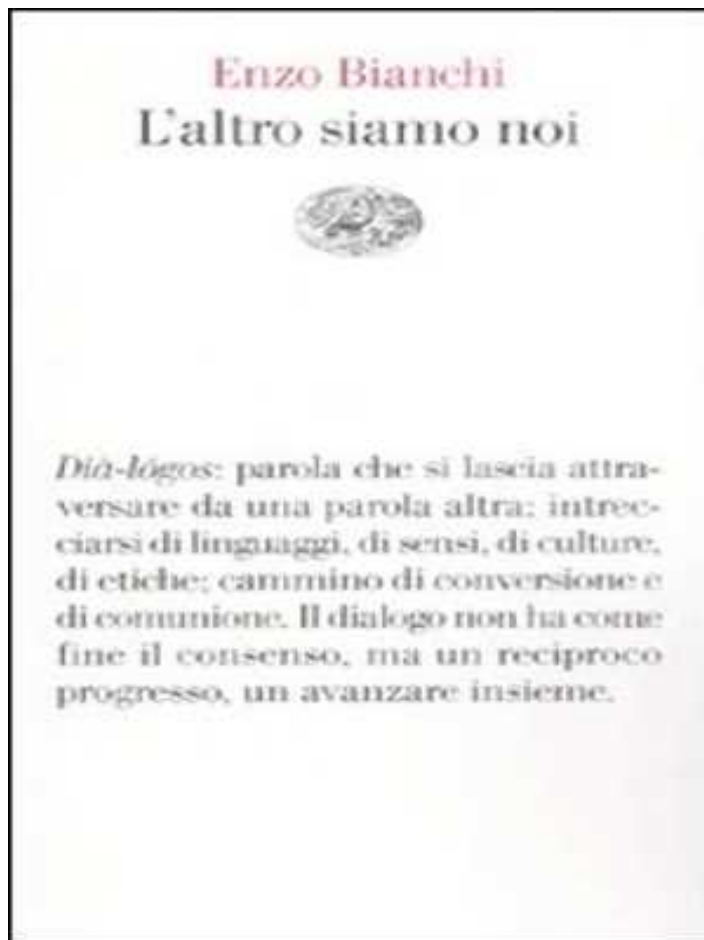 Enzo Bianchi
L'altro siamo noi
Dià-lógos: parola che si lascia attra-
versare da una parola altra; intrec-
ciarsi di linguaggi, di sensi, di culture,
di etiche; cammino di conversione e
di comunione. Il dialogo non ha come
fine il consenso, ma un reciproco
progresso, un avanzare insieme.